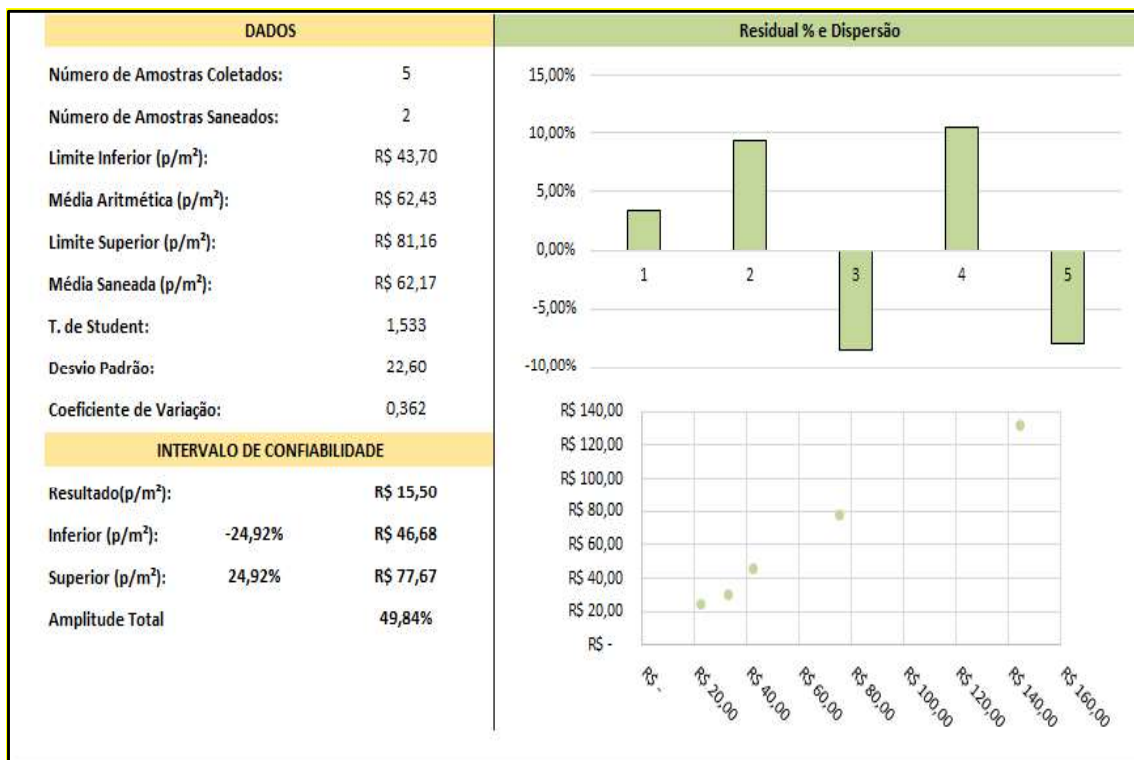 DADOS
Número de Amostras Coletados: 5
Número de Amostras Saneados: 2
Limite Inferior (p/m²): R$ 43,70
Média Aritmética (p/m²): R$ 62,43
Limite Superior (p/m²): R$ 81,16
Média Saneada (p/m²): R$ 62,17
T. de Student: 1,533
Desvio Padrão: 22,60
Coeficiente de Variação: 0,362
INTERVALO DE CONFIABILIDADE
Resultado(p/m²): R$ 15,50
Inferior (p/m²): -24,92% R$ 46,68
Superior (p/m²): 24,92% R$ 77,67
Amplitude Total 49,84%
Residual % e Dispersão
15,00%
10,00%
5,00%
0,00%
-5,00%
-10,00%
1 2 3 4 5
R$ 140,00
R$ 120,00
R$ 100,00
R$ 80,00
R$ 60,00
R$ 40,00
R$ 20,00
R$ -
R$ - R$ 20,00 R$ 40,00 R$ 60,00 R$ 80,00 R$ 100,00 R$ 120,00 R$ 140,00 R$ 160,00